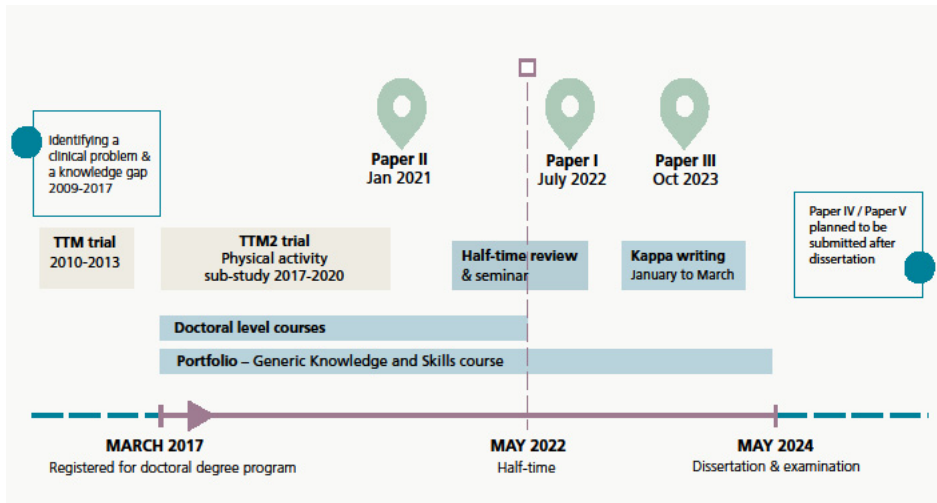 Identifying a
clinical problem &
a knowledge gap
2009-2017
Paper II
Jan 2021
Paper I
July 2022
Paper III
Oct 2023
Paper IV / Paper V
planned to be
submitted after
dissertation
TTM trial
2010-2013
TTM2 trial
Physical activity
sub-study 2017-2020
Half-time review
& seminar
Kappa writing
January to March
Doctoral level courses
Portfolio – Generic Knowledge and Skills course
MARCH 2017
Registered for doctoral degree program
MAY 2022
Half-time
MAY 2024
Dissertation & examination